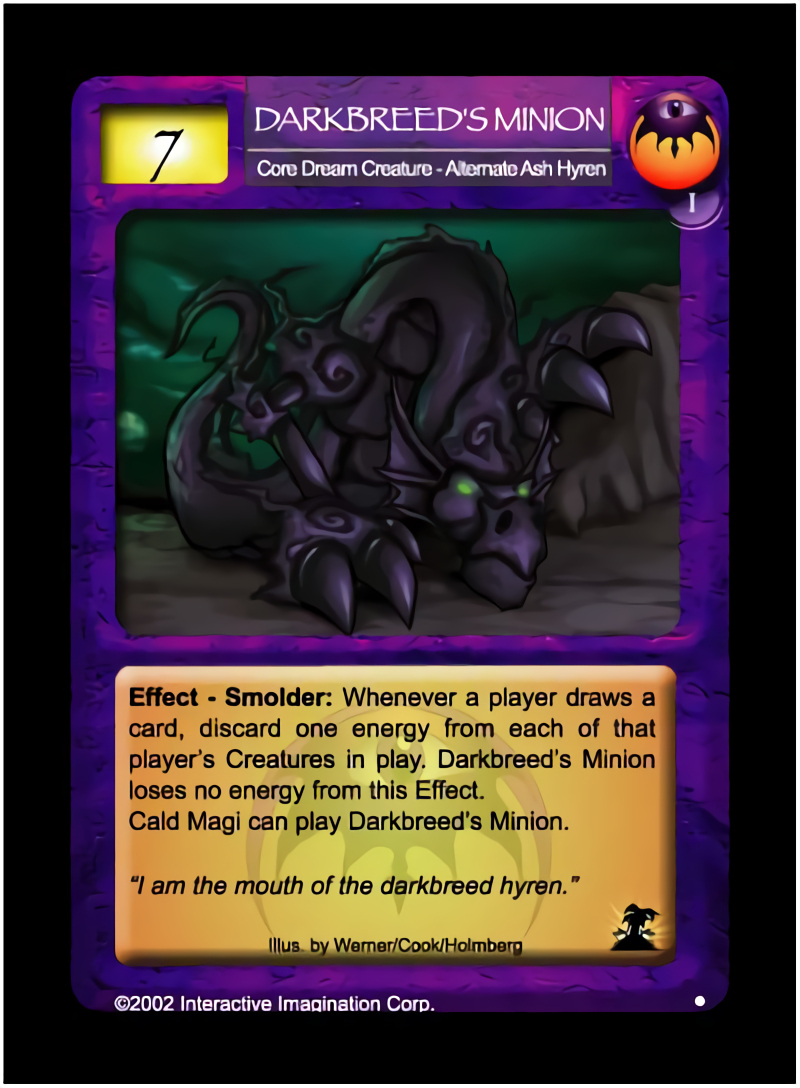 7
DARKBREED'S MINION
Core Dream Creature - Alternate Ash Hyren
I
Effect - Smolder: Whenever a player draws a
card, discard one energy from each of that
player's Creatures in play. Darkbreed's Minion
loses no energy from this Effect.
Cald Magi can play Darkbreed's Minion.
"I am the mouth of the darkbreed hyren."
Illus. by Werner/Cook/Holmberg
©2002 Interactive Imagination Corp.